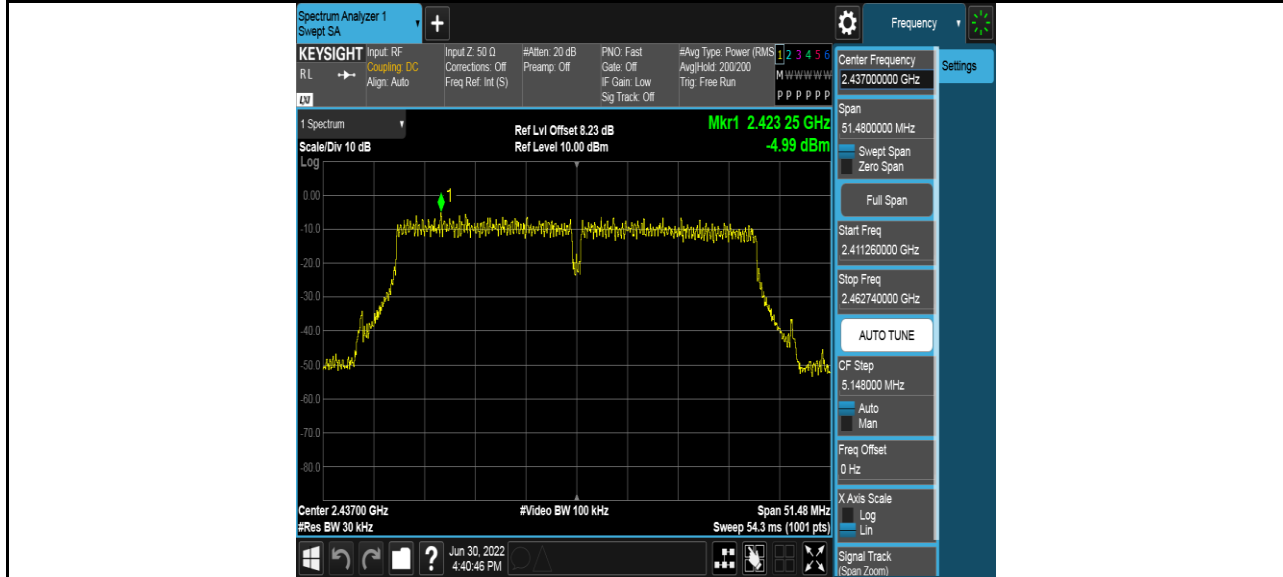 Spectrum Analyzer 1
Swept SA
+
Frequency
KEYSIGHT
RL
LXI
Input: RF
Coupling: DC
Align: Auto
Input Z: 50 Ω
Corrections: Off
Freq Ref: Int (S)
#Atten: 20 dB
Preamp: Off
PNO: Fast
Gate: Off
IF Gain: Low
Sig Track: Off
#Avg Type: Power (RMS
Avg|Hold: 200/200
Trig: Free Run
1 2 3 4 5 6
M W W W W W
P P P P P P
1 Spectrum
Scale/Div 10 dB
Log
Ref Lvl Offset 8.23 dB
Ref Level 10.00 dBm
Mkr1 2.423 25 GHz
-4.99 dBm
1
0.00
-10.0
-20.0
-30.0
-40.0
-50.0
-60.0
-70.0
-80.0
Center 2.43700 GHz
#Res BW 30 kHz
#Video BW 100 kHz
Span 51.48 MHz
Sweep 54.3 ms (1001 pts)
Center Frequency
2.437000000 GHz
Settings
Span
51.4800000 MHz
Swept Span
Zero Span
Full Span
Start Freq
2.411260000 GHz
Stop Freq
2.462740000 GHz
AUTO TUNE
CF Step
5.148000 MHz
Auto
Man
Freq Offset
0 Hz
X Axis Scale
Log
Lin
Signal Track
(Span Zoom)
?
Jun 30, 2022
4:40:46 PM